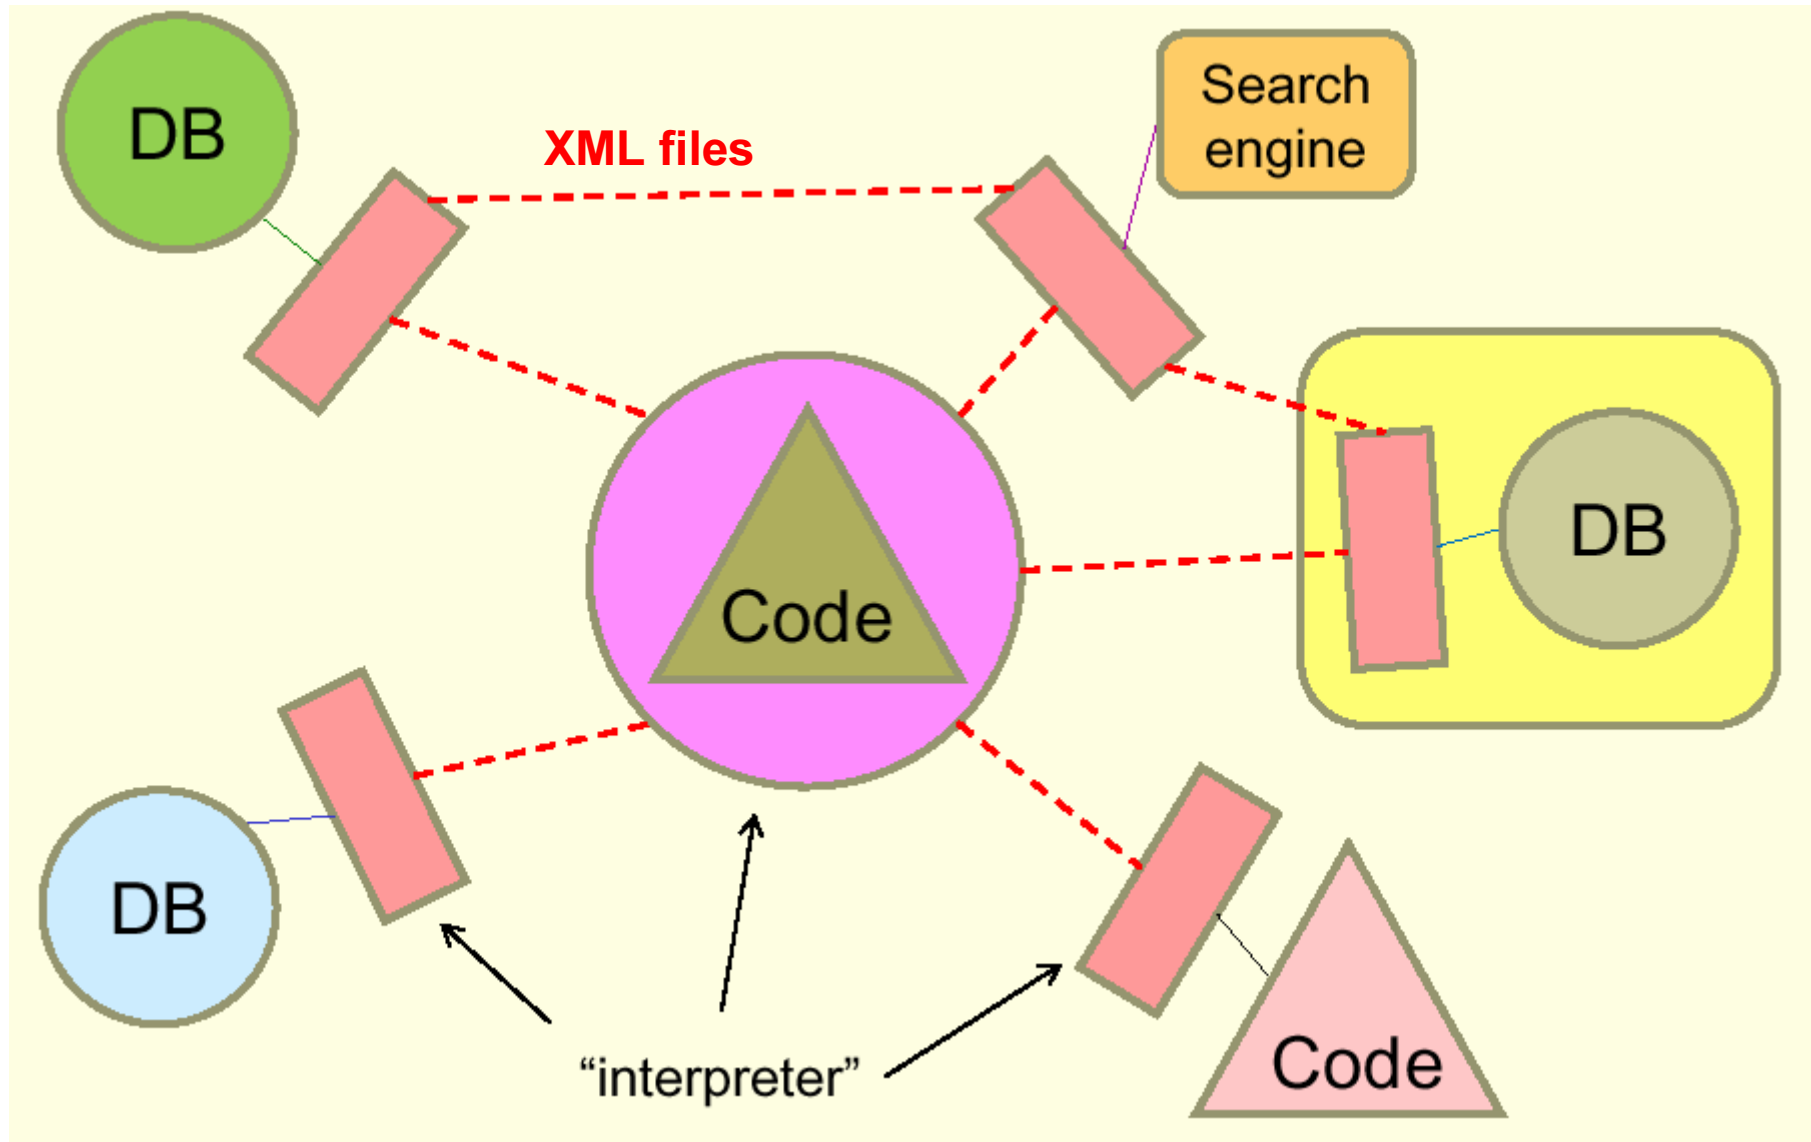 DB
XML files
Search
engine
DB
Code
DB
“interpreter”
Code